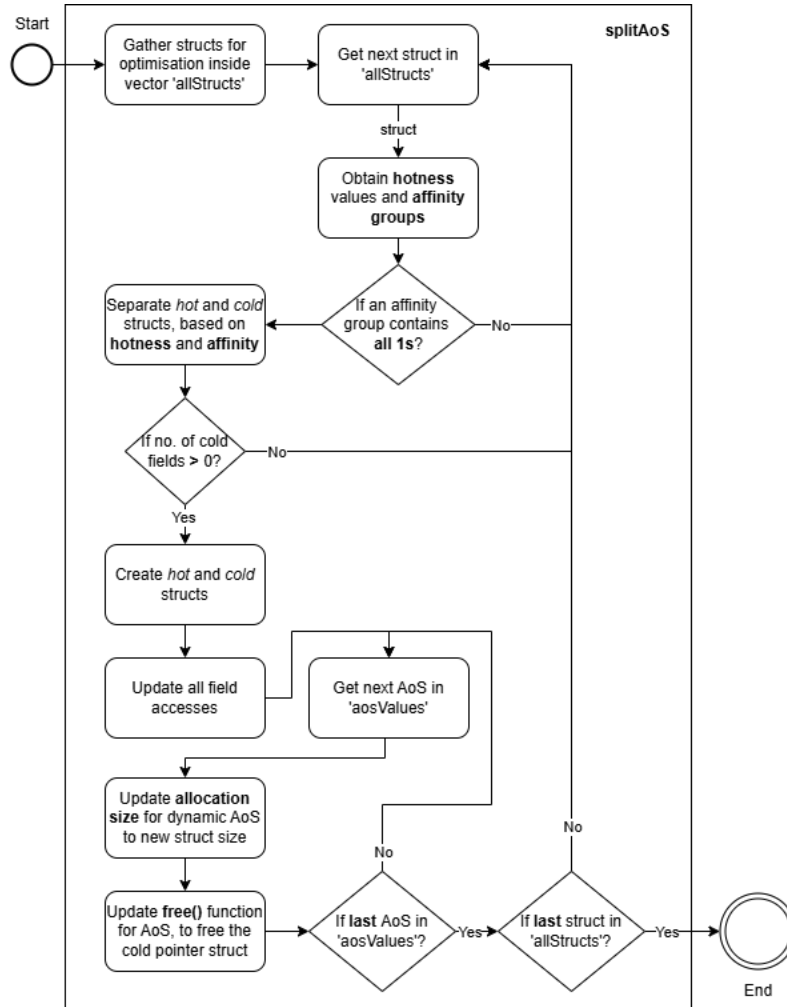 Start
splitAoS
Gather structs for
optimisation inside
vector 'allStructs'
Get next struct in
'allStructs'
struct
Obtain hotness
values and affinity
groups
If an affinity
group contains
all 1s?
No
Separate hot and cold
structs, based on
hotness and affinity
If no. of cold
fields > 0?
No
Yes
Create hot and cold
structs
Update all field
accesses
Get next AoS in
'aosValues'
Update allocation
size for dynamic AoS
to new struct size
No
No
Update free() function
for AoS, to free the
cold pointer struct
If last AoS in
'aosValues'?
Yes
If last struct in
'allStructs'?
Yes
End